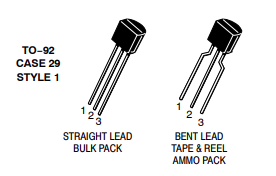 TO−92
CASE 29
STYLE 1
1
2
3
STRAIGHT LEAD
BULK PACK
1
2
3
BENT LEAD
TAPE & REEL
AMMO PACK